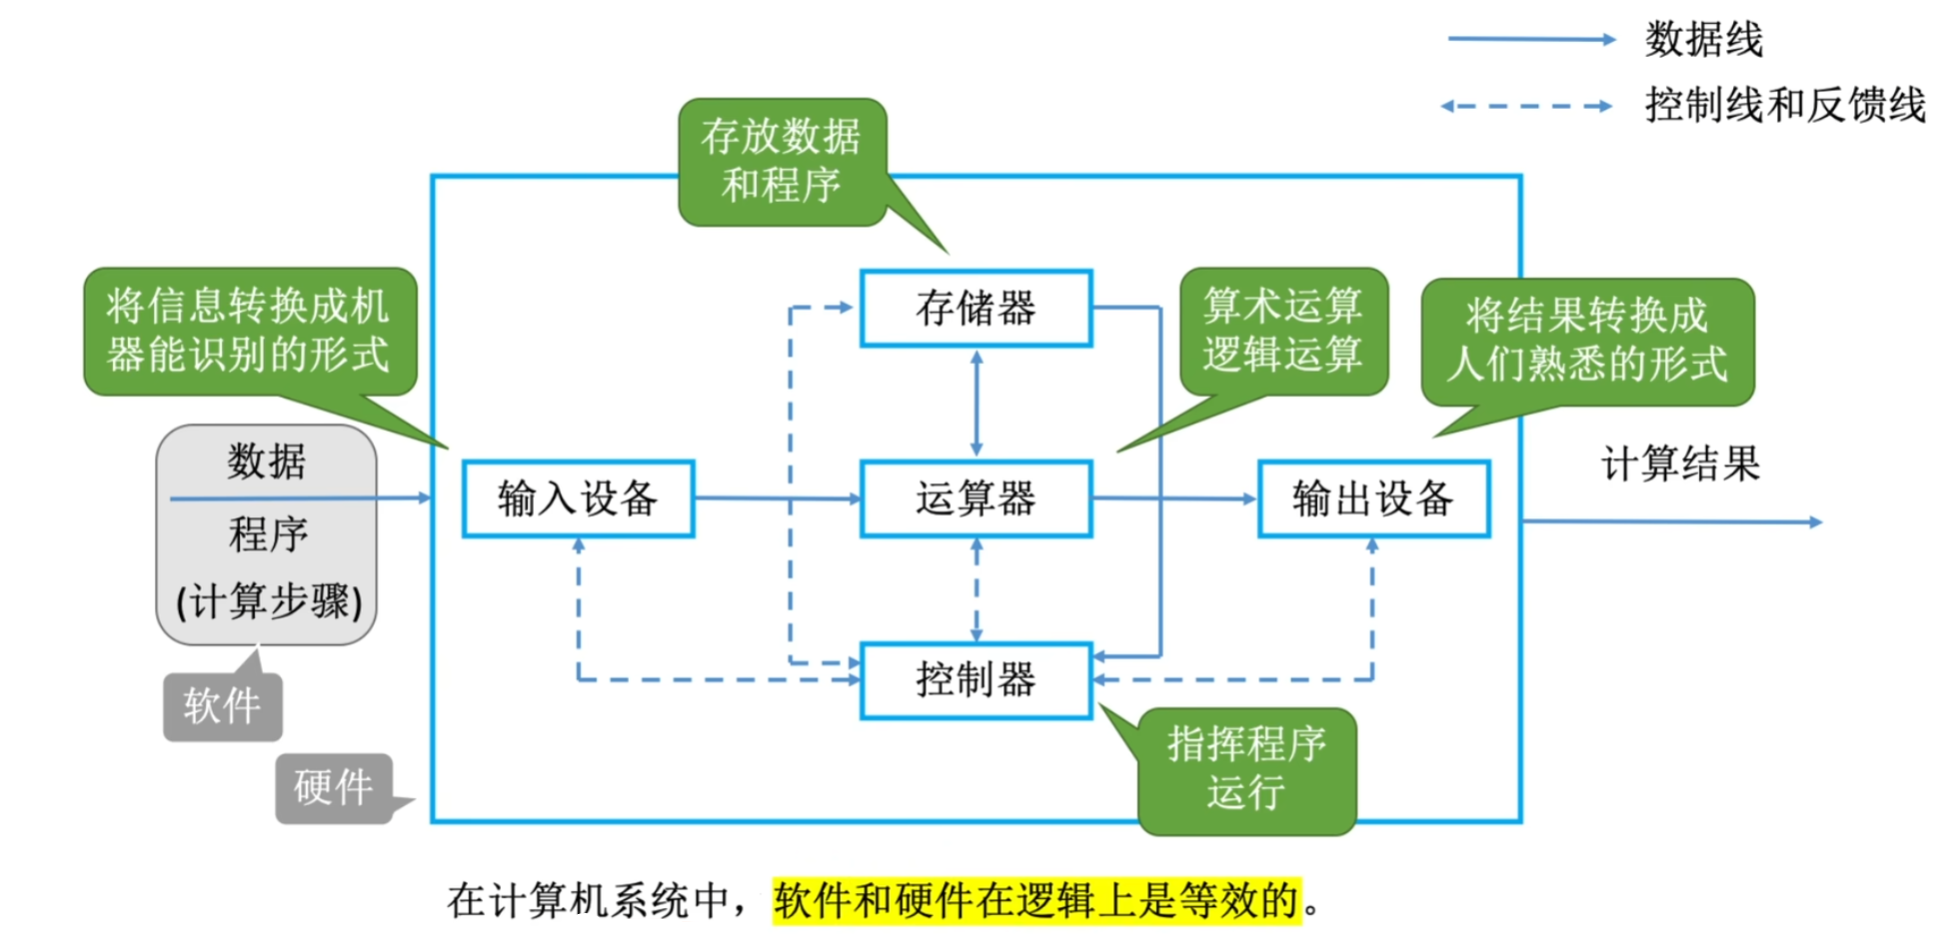 数据线
控制线和反馈线
存放数据
和程序
将信息转换成机
器能识别的形式
存储器
算术运算
逻辑运算
将结果转换成
人们熟悉的形式
数据
程序
(计算步骤)
输入设备
运算器
输出设备
计算结果
控制器
软件
硬件
指挥程序
运行
在计算机系统中，软件和硬件在逻辑上是等效的。